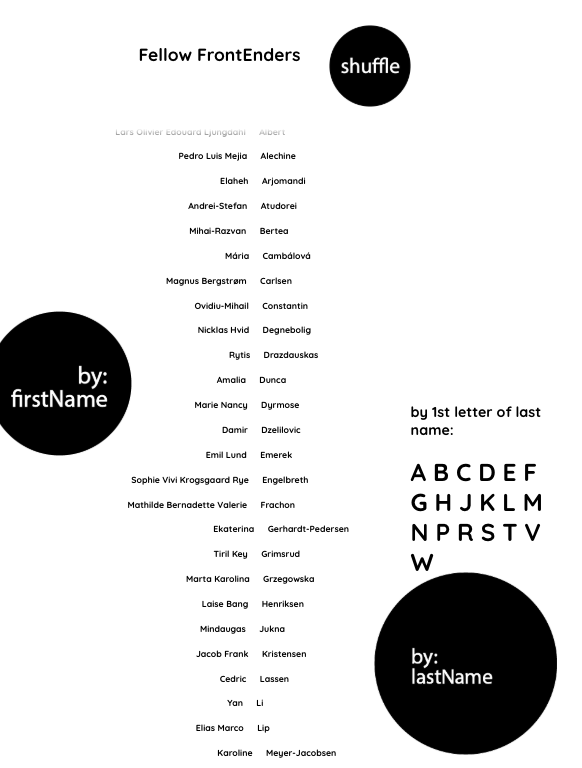 Fellow FrontEnders
shuffle
Lars Olivier Edouard Ljungdahl Albert
Pedro Luis Mejia Alechine
Elaheh Arjomandi
Andrei-Stefan Atudorei
Mihai-Razvan Bertea
Mária Cambálová
Magnus Bergstrøm Carlsen
Ovidiu-Mihail Constantin
Nicklas Hvid Degnebolig
Rytis Drazdauskas
Amalia Dunca
Marie Nancy Dyrmose
Damir Dzelilovic
Emil Lund Emerek
Sophie Vivi Krogsgaard Rye Engelbreth
Mathilde Bernadette Valerie Frachon
Ekaterina Gerhardt-Pedersen
Tiril Key Grimsrud
Marta Karolina Grzegowska
Laise Bang Henriksen
Mindaugas Jukna
Jacob Frank Kristensen
Cedric Lassen
Yan Li
Elias Marco Lip
Karoline Meyer-Jacobsen
by:
firstName
by 1st letter of last
name:
A B C D E F
G H J K L M
N P R S T V
W
by:
lastName